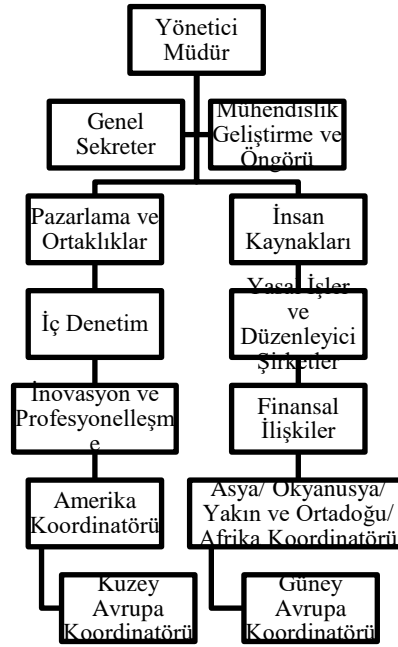 Yönetici
Müdür
Genel
Sekreter
Mühendislik
Geliştirme ve
Öngörü
Pazarlama ve
Ortaklıklar
İnsan
Kaynakları
İç Denetim
Yasal İşler
ve
Düzenleyici
Şirketler
İnovasyon ve
Profesyonelleşm
e
Finansal
İlişkiler
Amerika
Koordinatörü
Asya/ Okyanusya/
Yakın ve Ortadoğu/
Afrika Koordinatörü
Kuzey
Avrupa
Koordinatörü
Güney
Avrupa
Koordinatörü